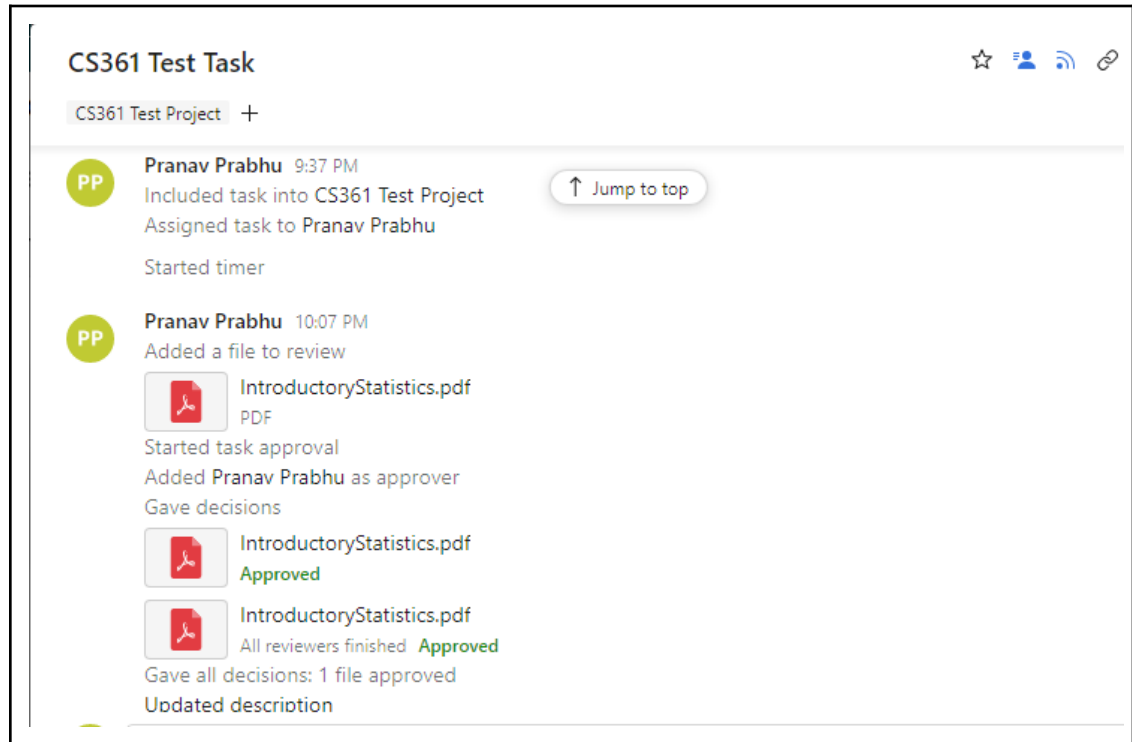 CS361 Test Task
CS361 Test Project +
PP
Pranav Prabhu 9:37 PM
Included task into CS361 Test Project
↑ Jump to top
Assigned task to Pranav Prabhu
Started timer
PP
Pranav Prabhu 10:07 PM
Added a file to review
IntroductoryStatistics.pdf
PDF
Started task approval
Added Pranav Prabhu as approver
Gave decisions
IntroductoryStatistics.pdf
Approved
IntroductoryStatistics.pdf
All reviewers finished Approved
Gave all decisions: 1 file approved
Updated description